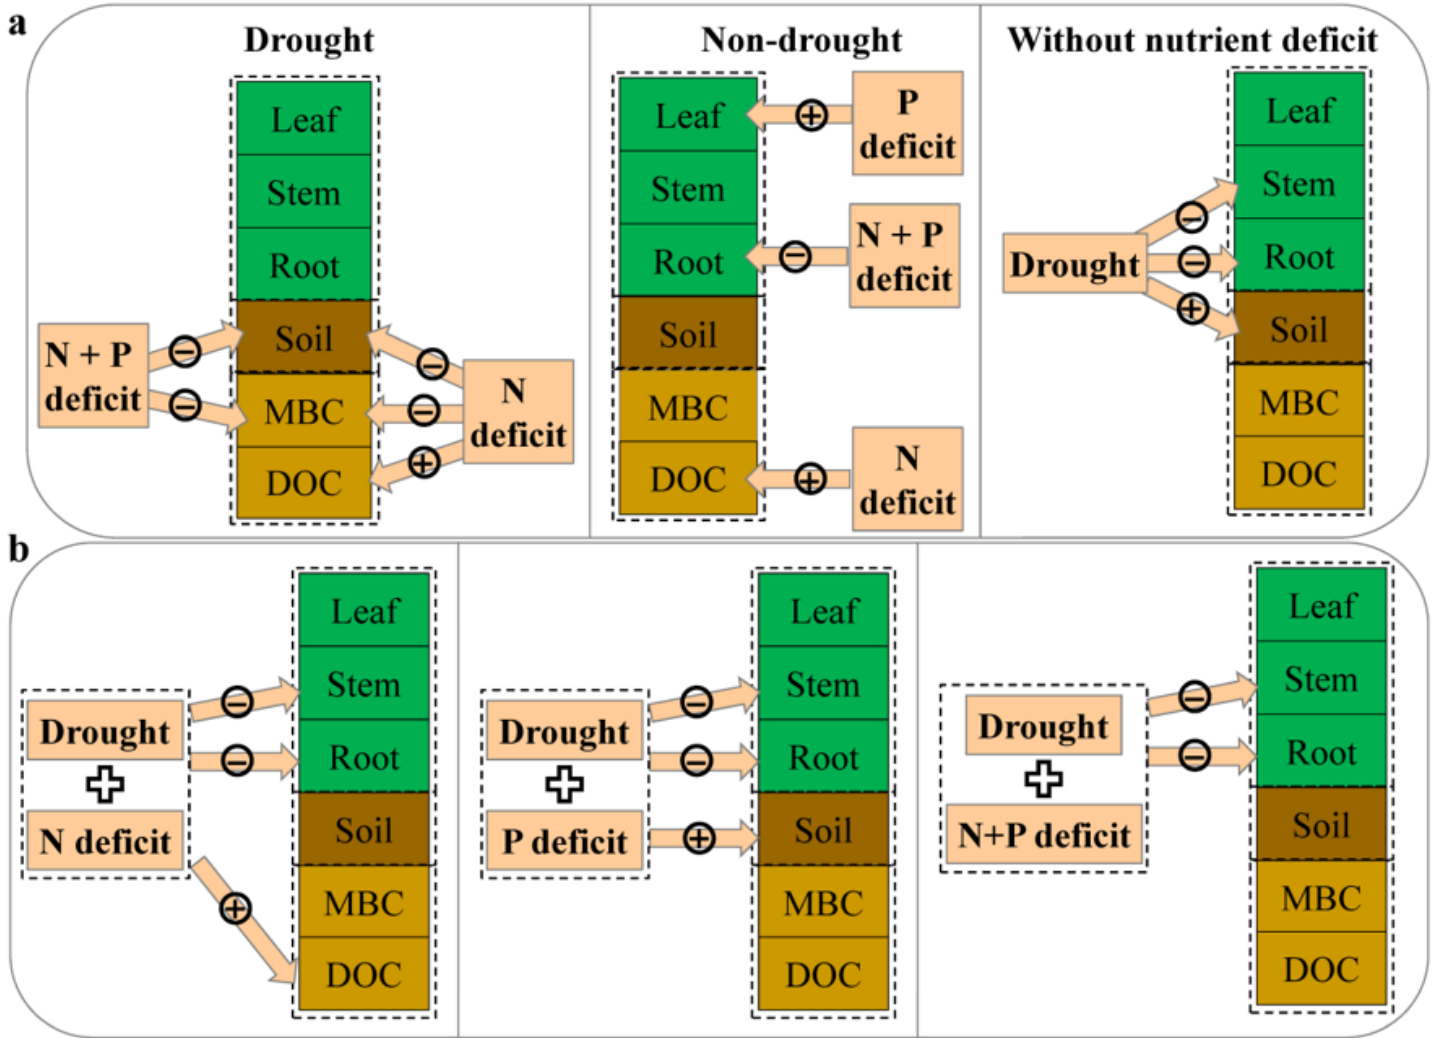 a
Drought
Leaf
Stem
Root
Soil
MBC
DOC
N + P
deficit
−
−
N
deficit
−
−
+
Non-drought
Leaf
Stem
Root
Soil
MBC
DOC
P
deficit
+
N + P
deficit
−
N
deficit
+
Without nutrient deficit
Drought
−
−
+
Leaf
Stem
Root
Soil
MBC
DOC
b
Drought
N deficit
−
−
+
Leaf
Stem
Root
Soil
MBC
DOC
Drought
P deficit
−
−
+
Leaf
Stem
Root
Soil
MBC
DOC
Drought
N+P deficit
−
−
Leaf
Stem
Root
Soil
MBC
DOC